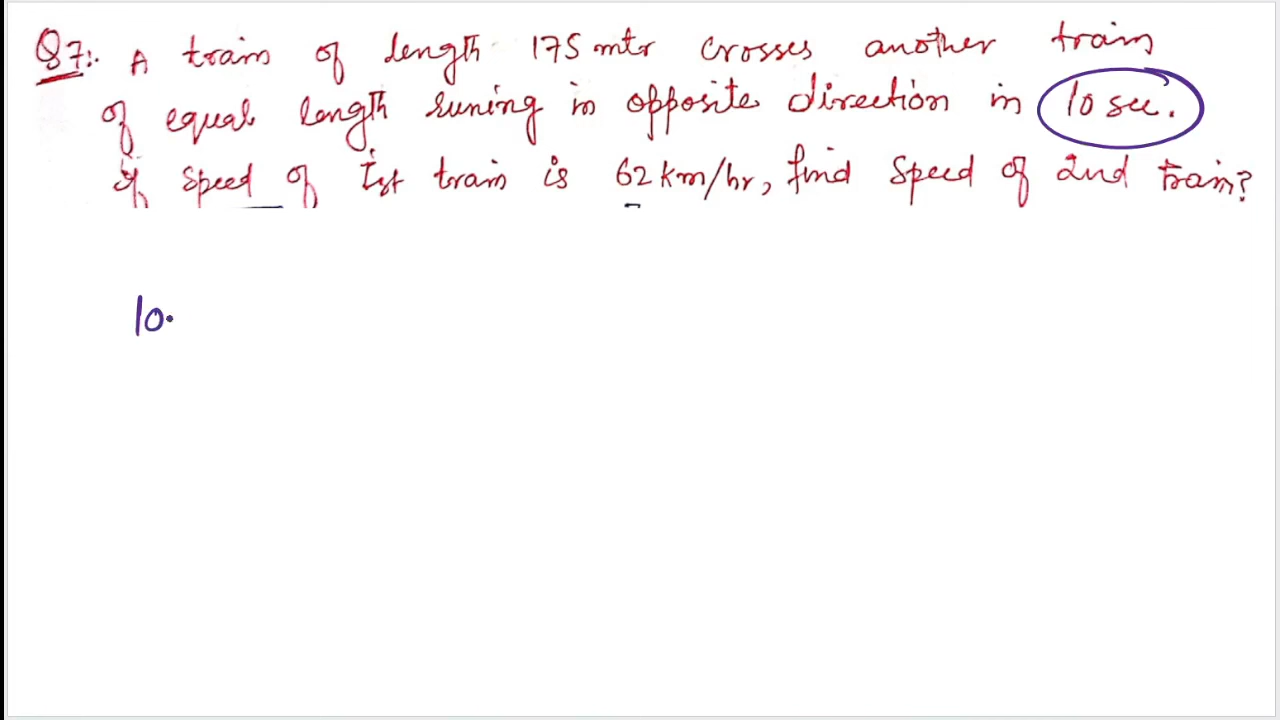 Q7:. A train of length 175 mtr crosses another train
of equal length runing in opposite direction in 10 sec.
if speed of Ist train is 62 km/hr, find speed of 2nd train?
10.